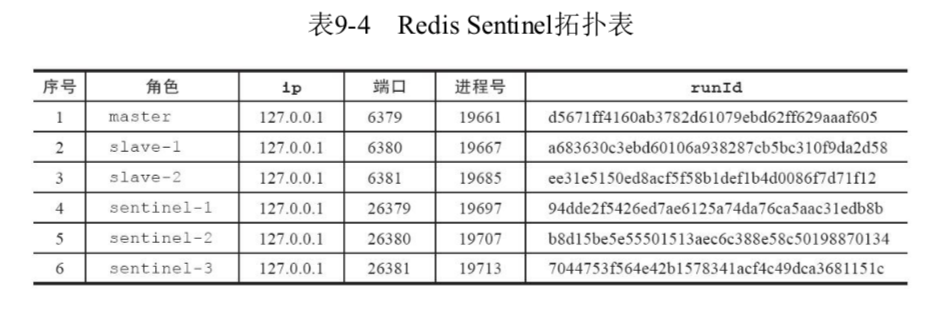 表9-4 Redis Sentinel拓扑表
序号 角色 ip 端口 进程号 runId
1 master 127.0.0.1 6379 19661 d5671ff4160ab3782d61079ebd62ff629aaaf605
2 slave-1 127.0.0.1 6380 19667 a683630c3ebd60106a938287cb5bc310f9da2d58
3 slave-2 127.0.0.1 6381 19685 ee31e5150ed8acf5f58b1def1b4d0086f7d71f12
4 sentinel-1 127.0.0.1 26379 19697 94dde2f5426ed7ae6125a74da76ca5aac31edb8b
5 sentinel-2 127.0.0.1 26380 19707 b8d15be5e55501513aec6c388e58c50198870134
6 sentinel-3 127.0.0.1 26381 19713 7044753f564e42b1578341acf4c49dca3681151c